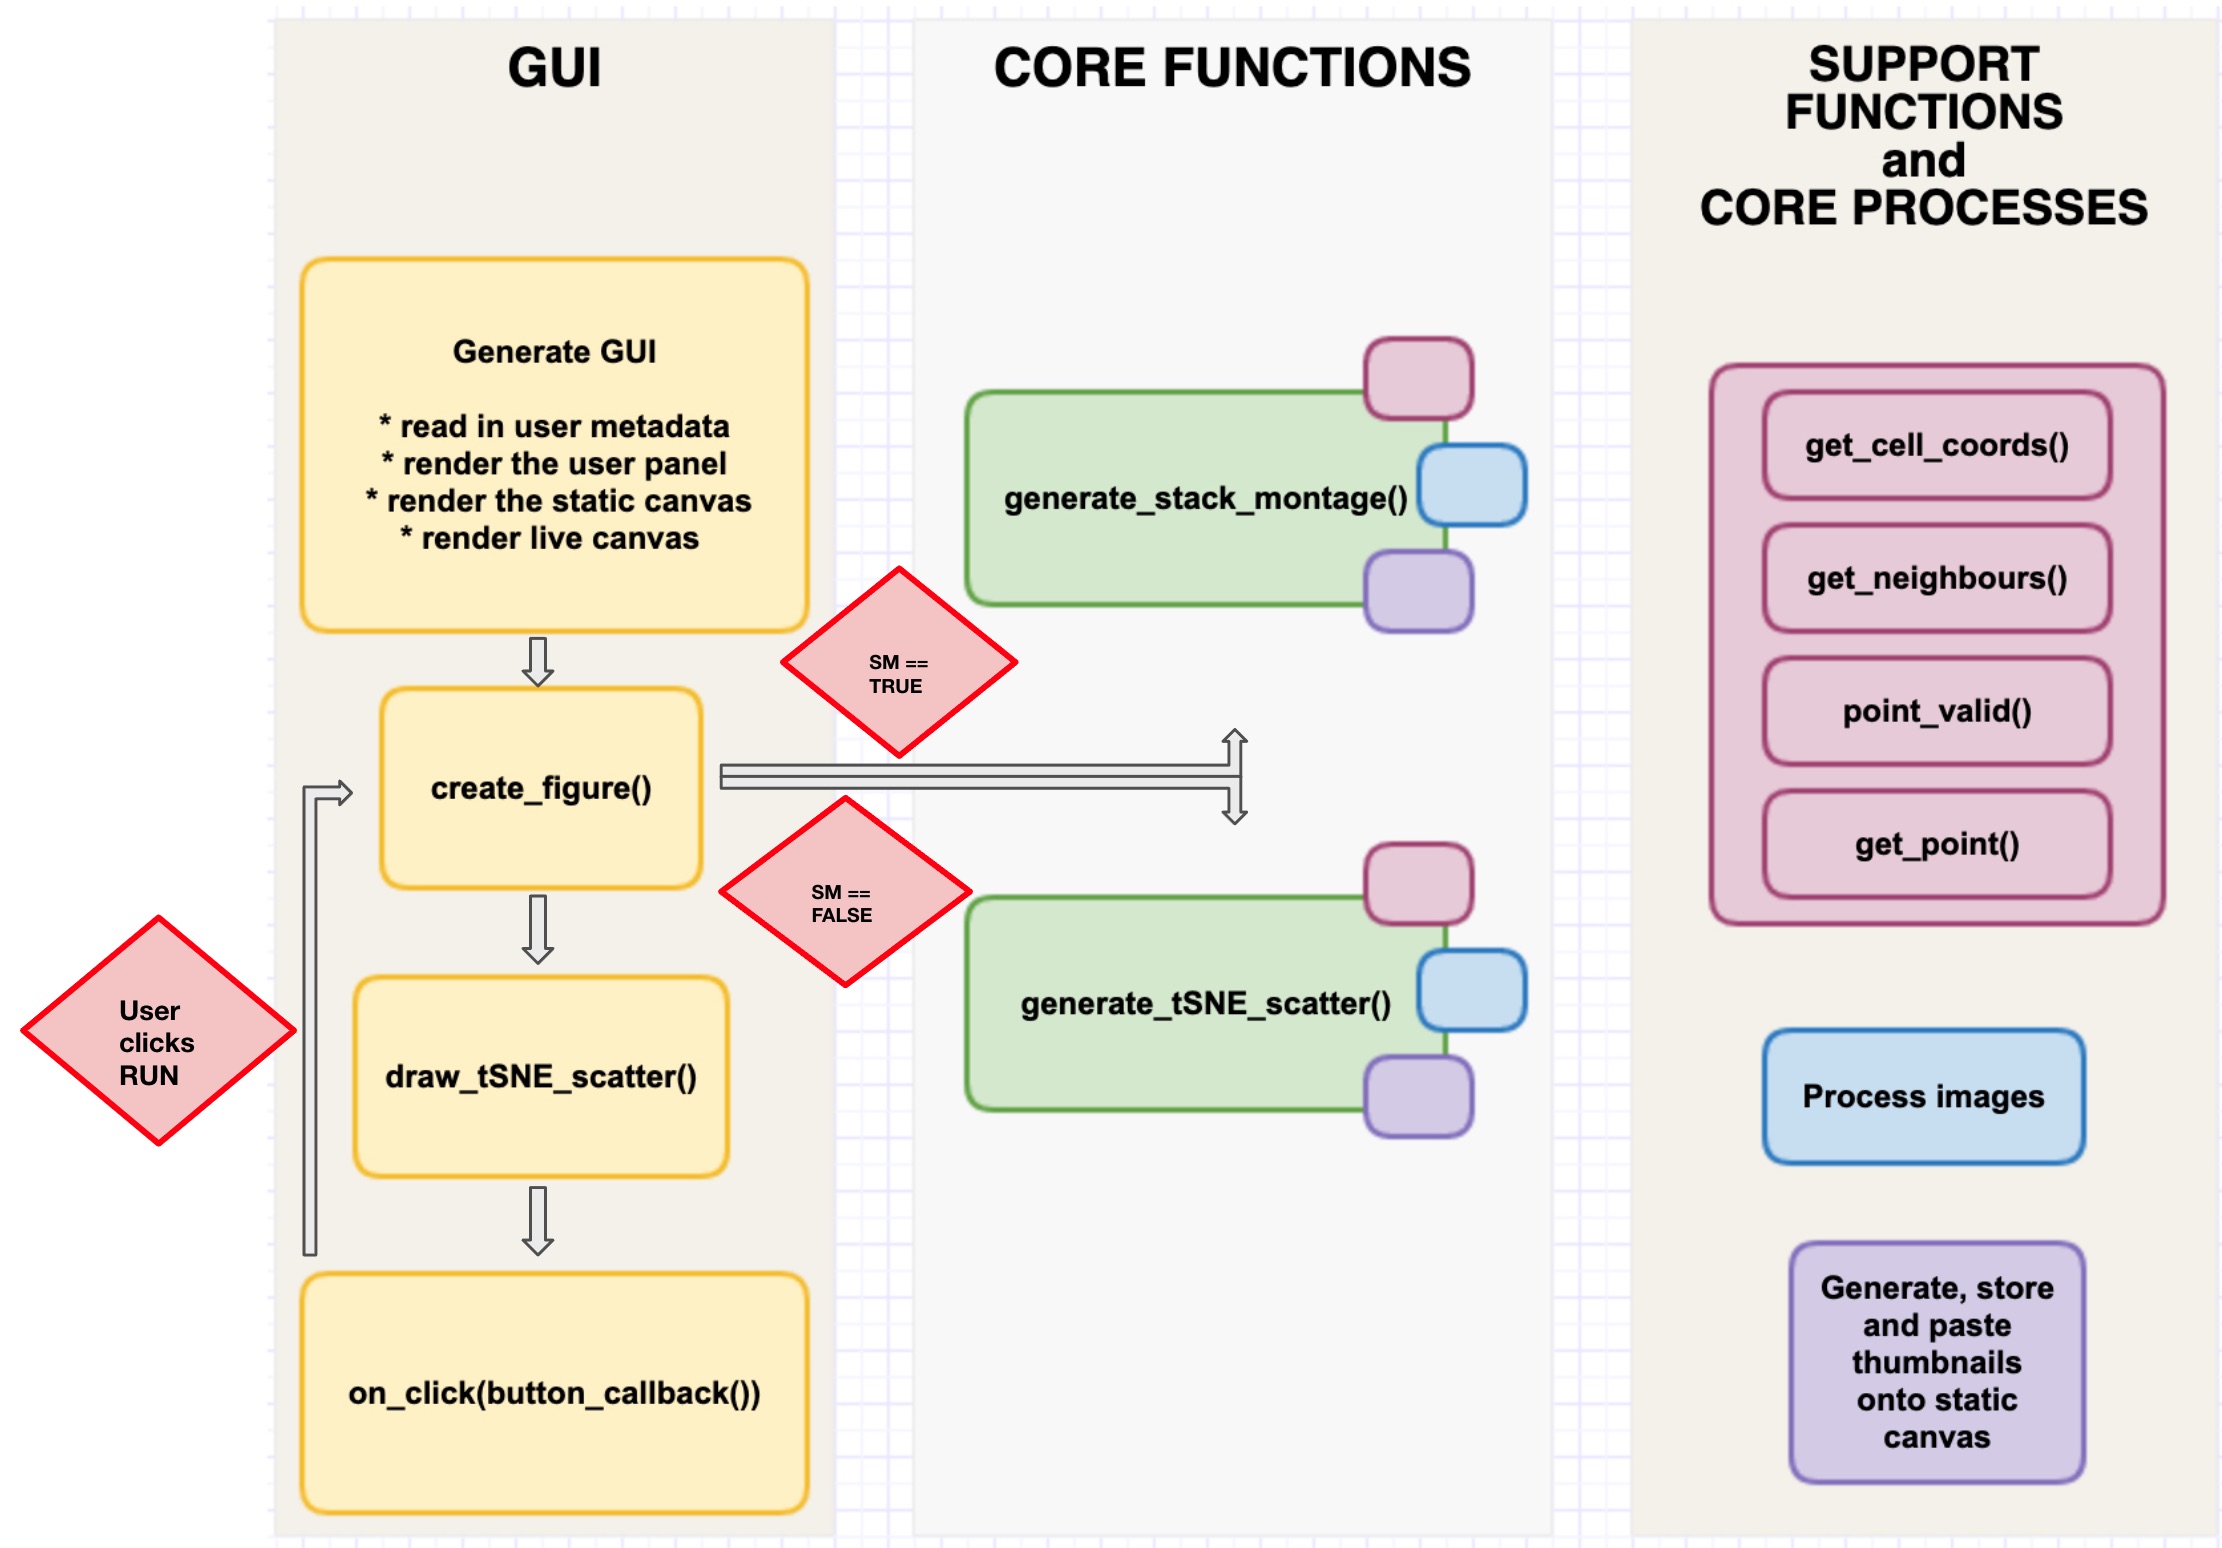 GUI
Generate GUI
* read in user metadata
* render the user panel
* render the static canvas
* render live canvas
create_figure()
draw_tSNE_scatter()
on_click(button_callback())
User
clicks
RUN
SM ==
TRUE
SM ==
FALSE
CORE FUNCTIONS
generate_stack_montage()
generate_tSNE_scatter()
SUPPORT
FUNCTIONS
and
CORE PROCESSES
get_cell_coords()
get_neighbours()
point_valid()
get_point()
Process images
Generate, store
and paste
thumbnails
onto static
canvas